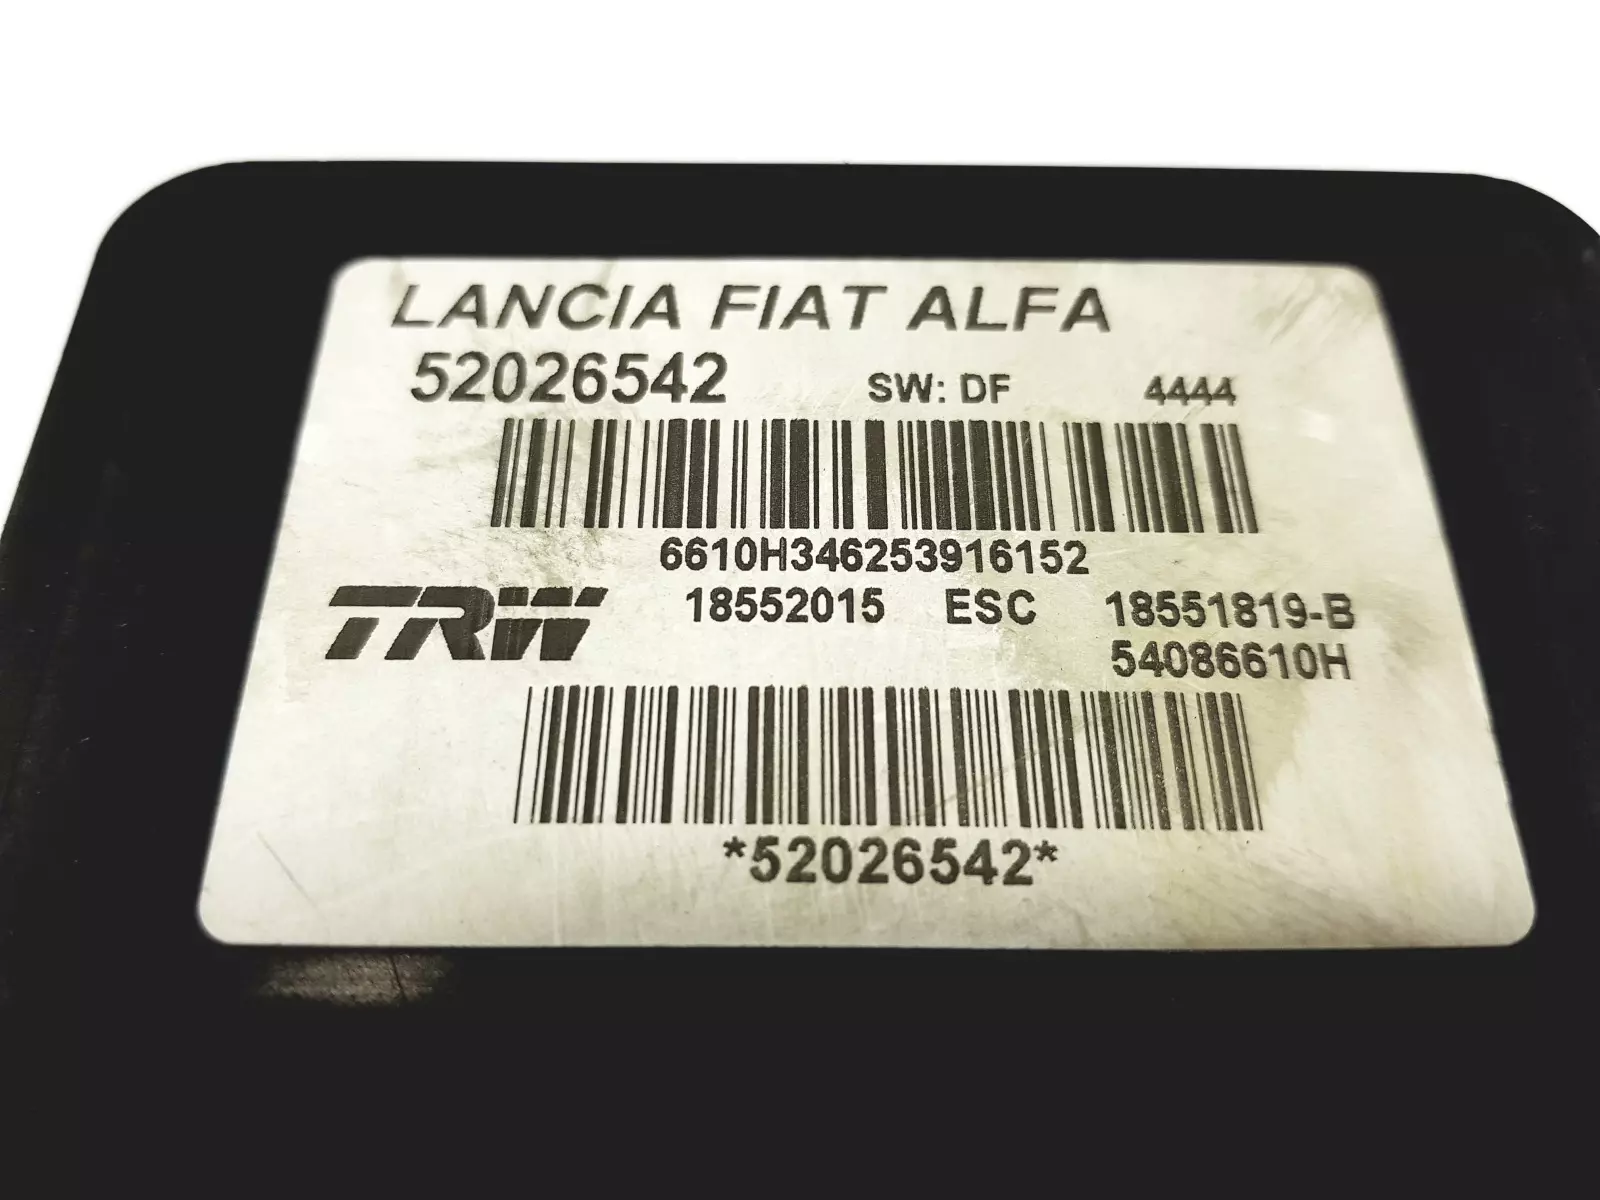 LANCIA FIAT ALFA
52026542 SW: DF 4444
6610H346253916152
TRW 18552015 ESC 18551819-B
54086610H
*52026542*